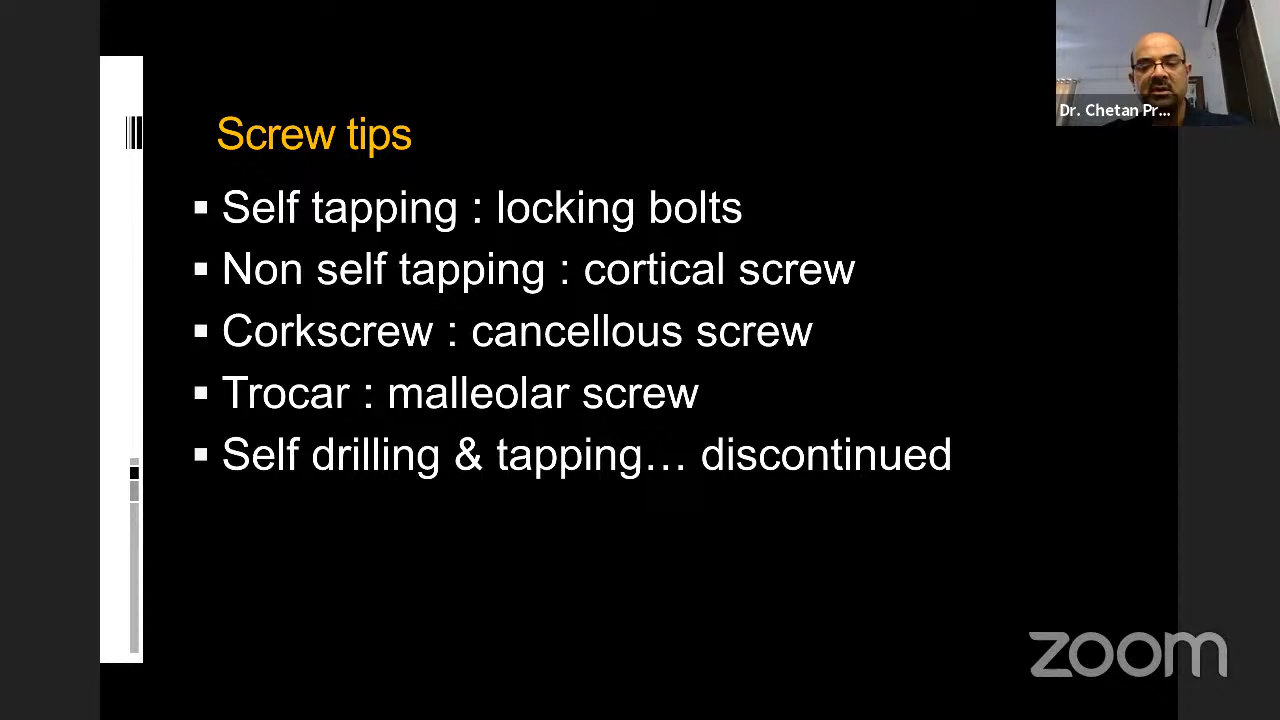 Dr. Chetan Pr...
Screw tips
Self tapping : locking bolts
Non self tapping : cortical screw
Corkscrew : cancellous screw
Trocar : malleolar screw
Self drilling & tapping… discontinued
zoom